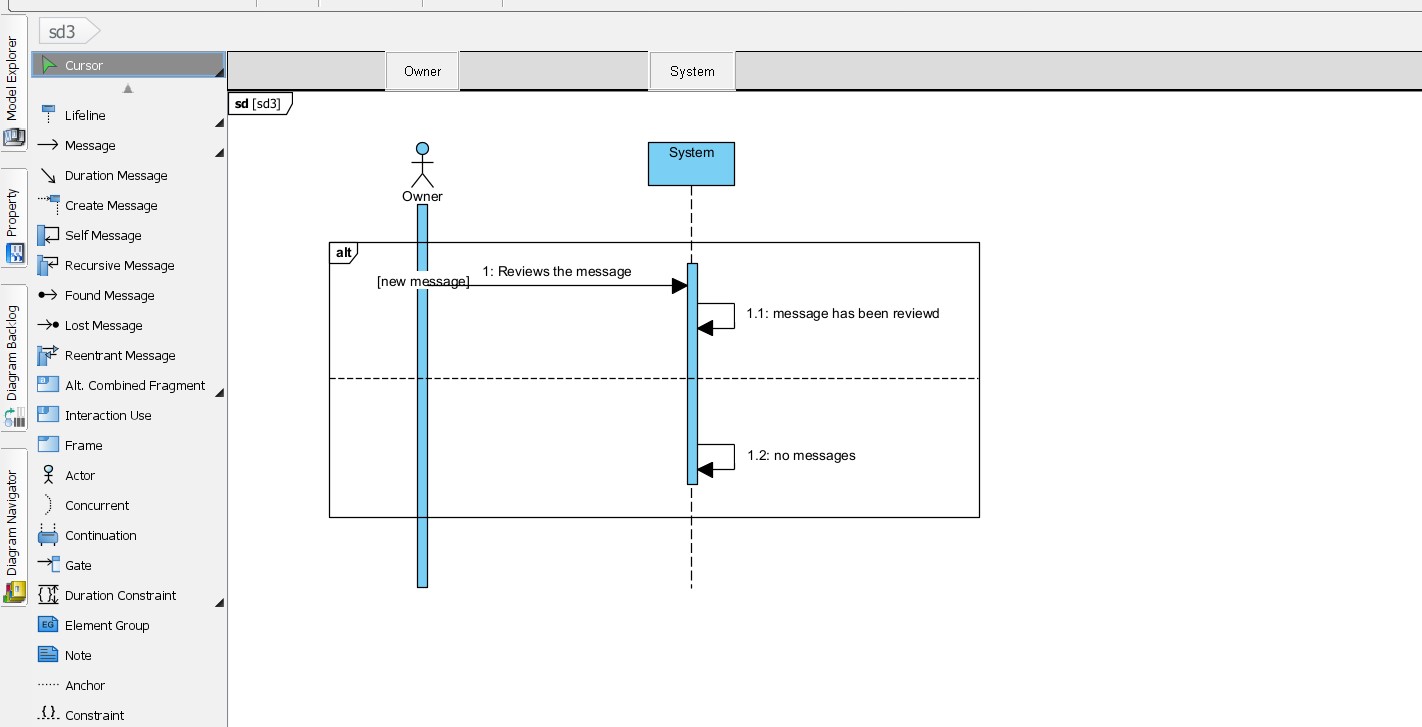 sd3
Model Explorer
Property
Diagram Backlog
Diagram Navigator
Cursor
Lifeline
Message
Duration Message
Create Message
Self Message
Recursive Message
Found Message
Lost Message
Reentrant Message
Alt. Combined Fragment
Interaction Use
Frame
Actor
Concurrent
Continuation
Gate
Duration Constraint
EG
Element Group
Note
Anchor
{} Constraint
Owner
System
sd [sd3]
System
Owner
alt
1: Reviews the message
[new message]
1.1: message has been reviewd
1.2: no messages